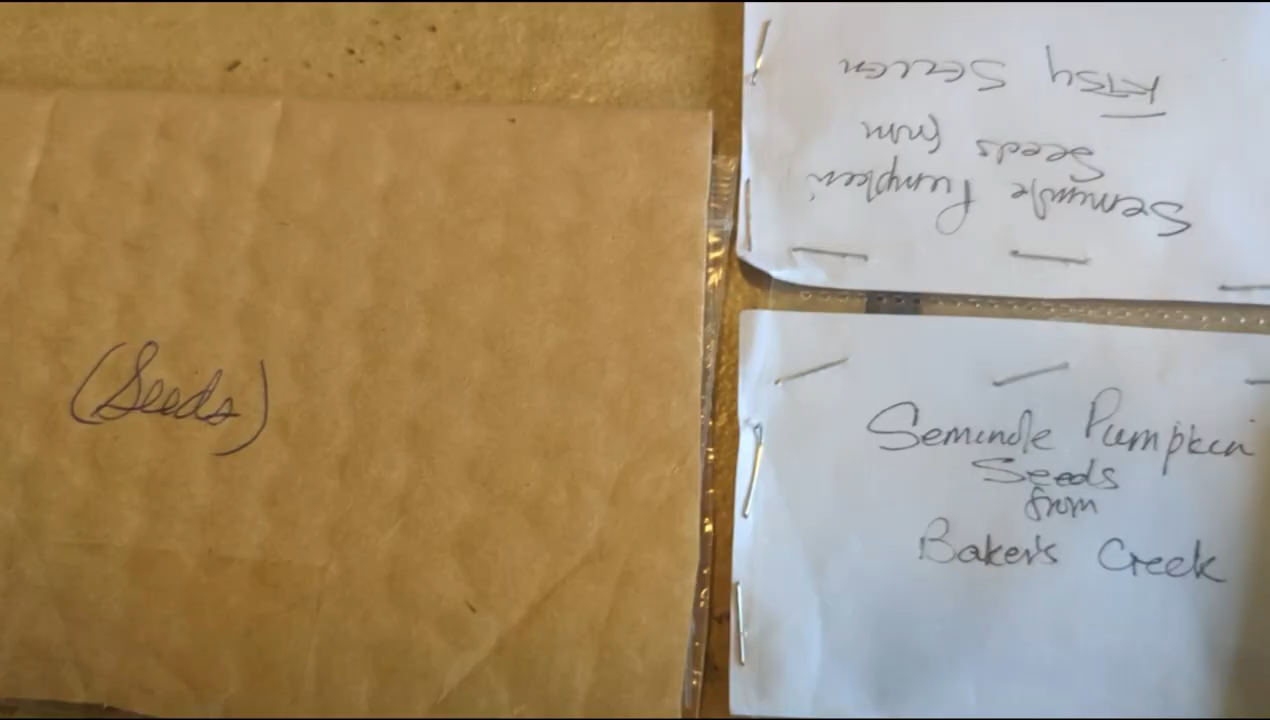 (Seeds)
Seminole Pumpkin
Seeds from
ETSY Seller
Seminole Pumpkin
Seeds
from
Baker's Creek